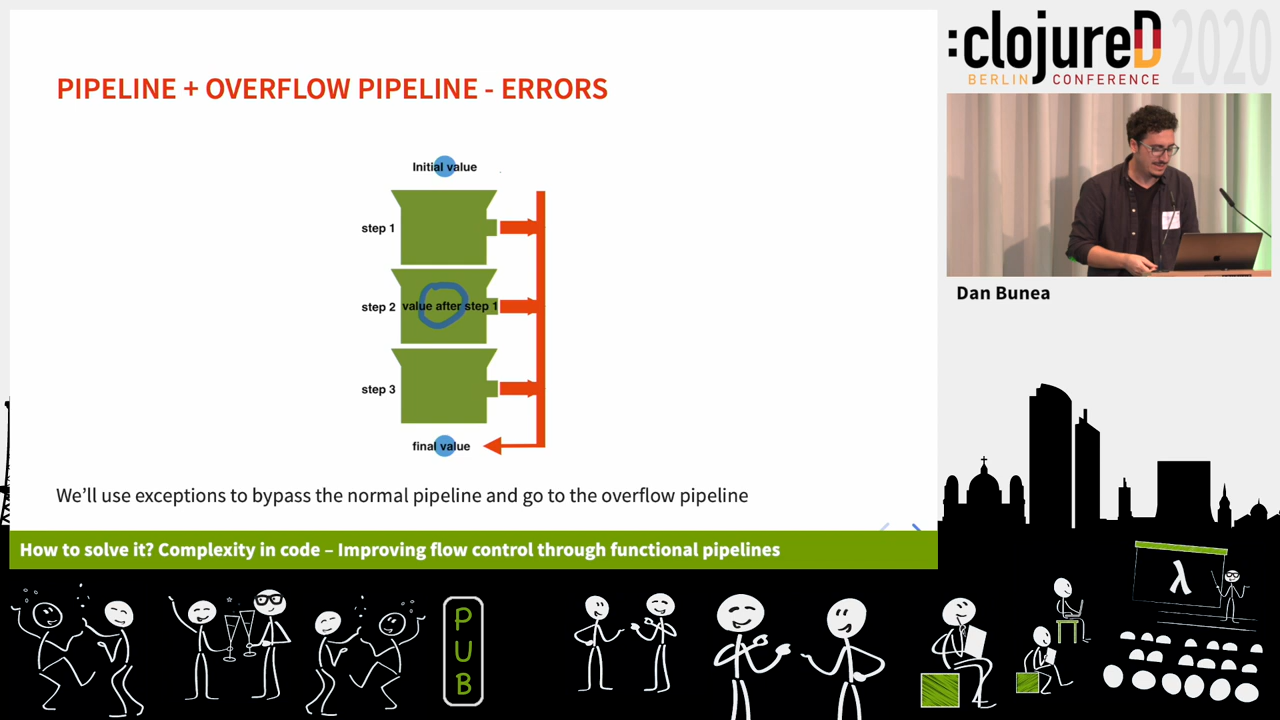 PIPELINE + OVERFLOW PIPELINE - ERRORS
Initial value
step 1
step 2
value after step 1
step 3
final value
We'll use exceptions to bypass the normal pipeline and go to the overflow pipeline
How to solve it? Complexity in code – Improving flow control through functional pipelines
:clojureD 2020
BERLIN CONFERENCE
Dan Bunea
PUB
λ